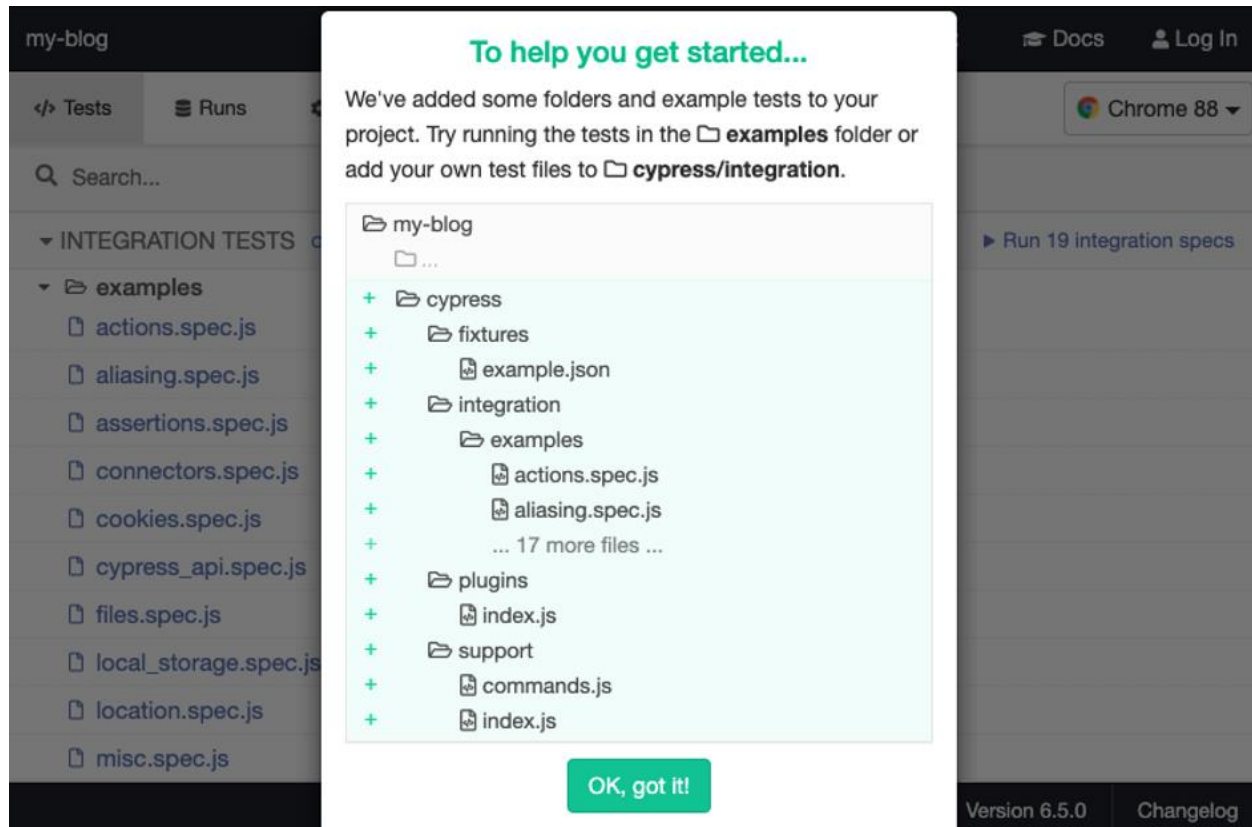 my-blog
Docs
Log In
</> Tests
Runs
Chrome 88
Search...
INTEGRATION TESTS
Run 19 integration specs
examples
actions.spec.js
aliasing.spec.js
assertions.spec.js
connectors.spec.js
cookies.spec.js
cypress_api.spec.js
files.spec.js
local_storage.spec.js
location.spec.js
misc.spec.js
Version 6.5.0
Changelog
To help you get started...
We've added some folders and example tests to your
project. Try running the tests in the examples folder or
add your own test files to cypress/integration.
my-blog
...
+ cypress
+ fixtures
+ example.json
+ integration
+ examples
+ actions.spec.js
+ aliasing.spec.js
+ ... 17 more files ...
+ plugins
+ index.js
+ support
+ commands.js
+ index.js
OK, got it!